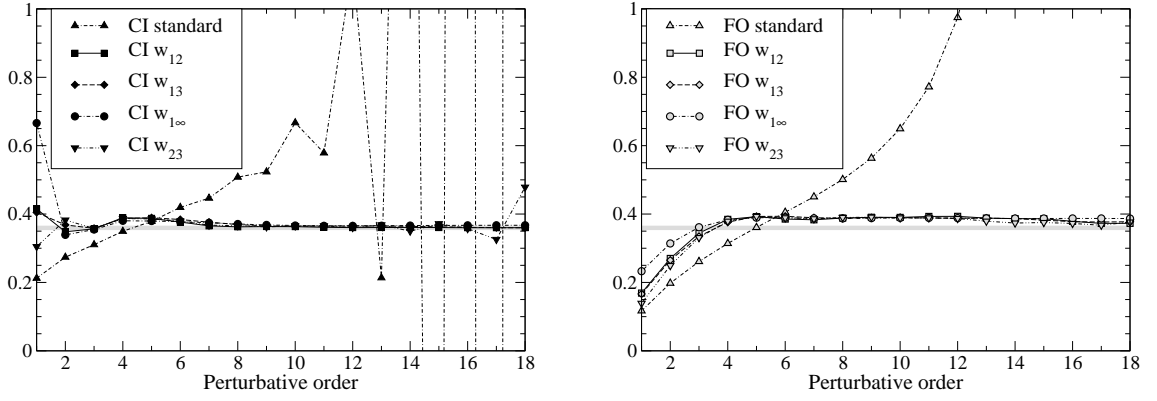 1
0.8
0.6
0.4
0.2
0
2 4 6 8 10 12 14 16 18
Perturbative order
CI standard
CI w12
CI w13
CI w1∞
CI w23
1
0.8
0.6
0.4
0.2
0
2 4 6 8 10 12 14 16 18
Perturbative order
FO standard
FO w12
FO w13
FO w1∞
FO w23